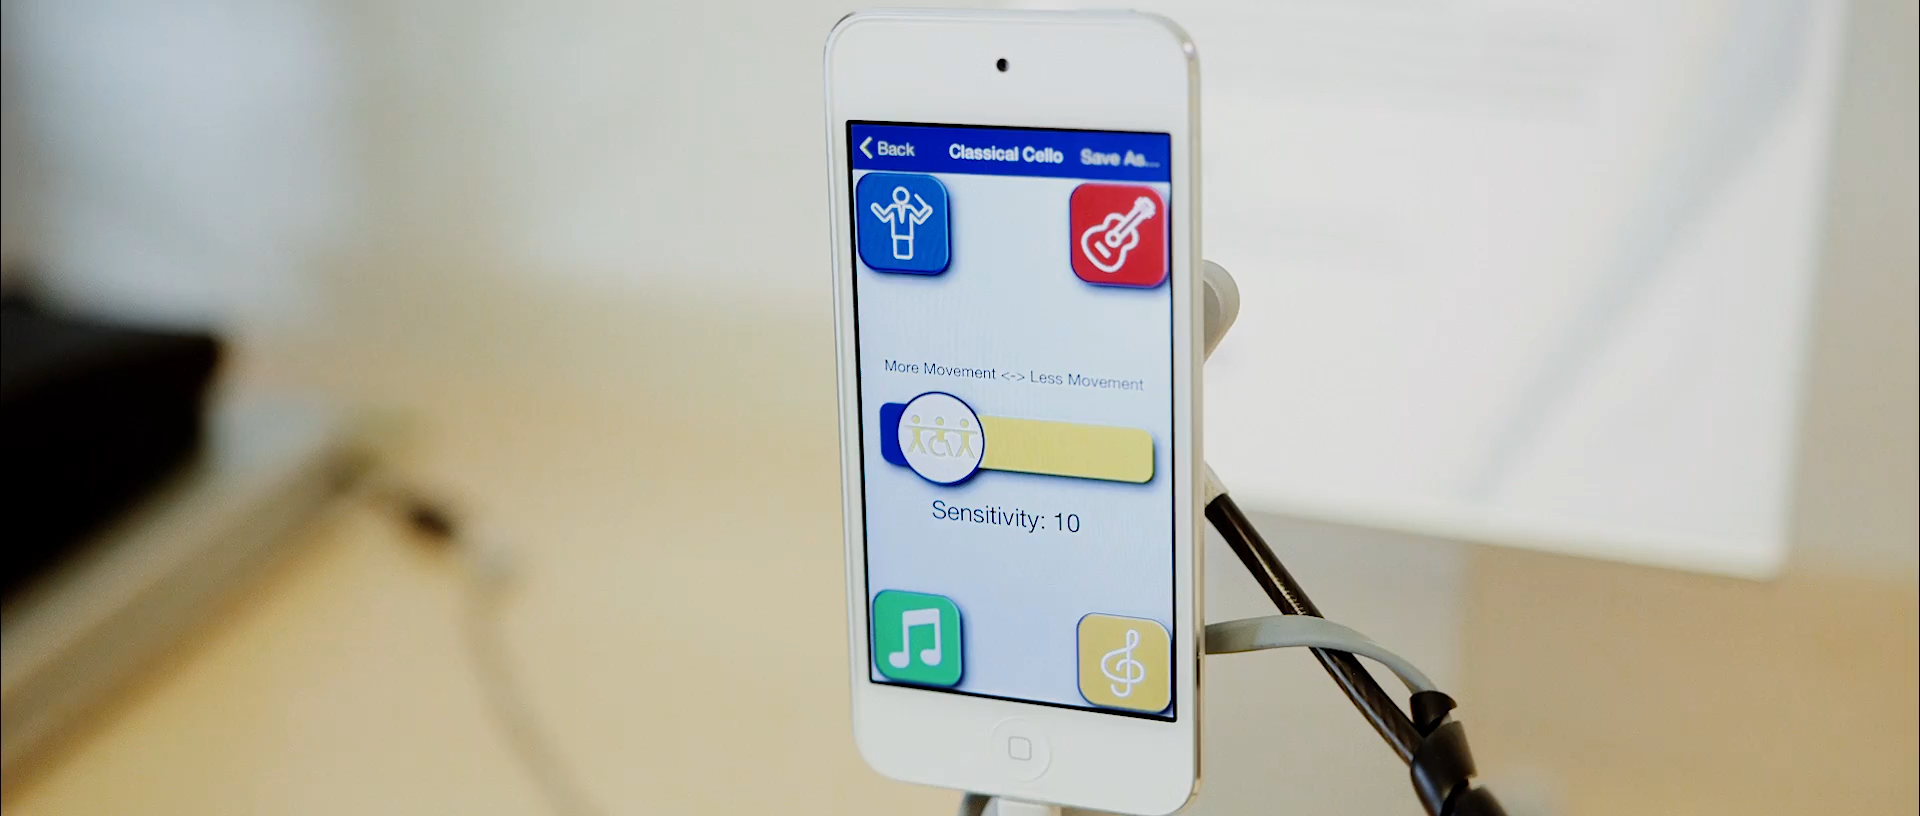 Back Classical Cello Save As...
More Movement <-> Less Movement
Sensitivity: 10